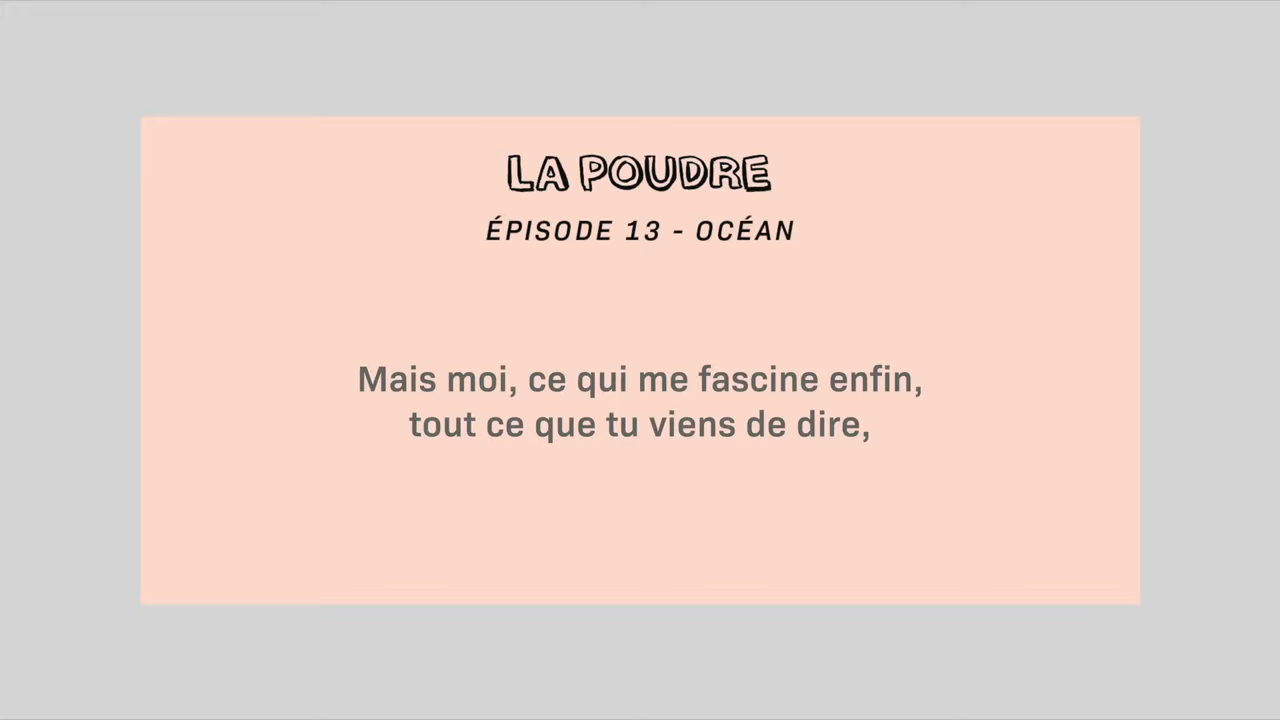 LA POUDRE
ÉPISODE 13 - OCÉAN
Mais moi, ce qui me fascine enfin,
tout ce que tu viens de dire,